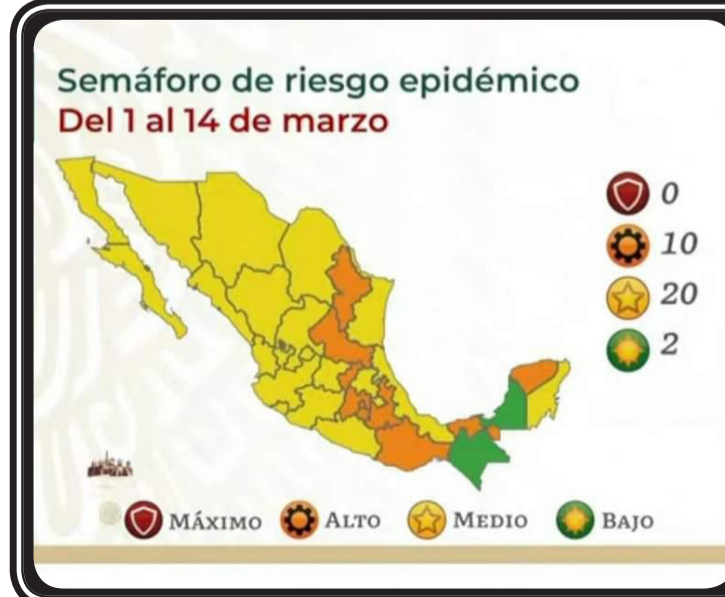 Semáforo de riesgo epidémico
Del 1 al 14 de marzo
0
10
20
2
MÁXIMO ALTO MEDIO BAJO